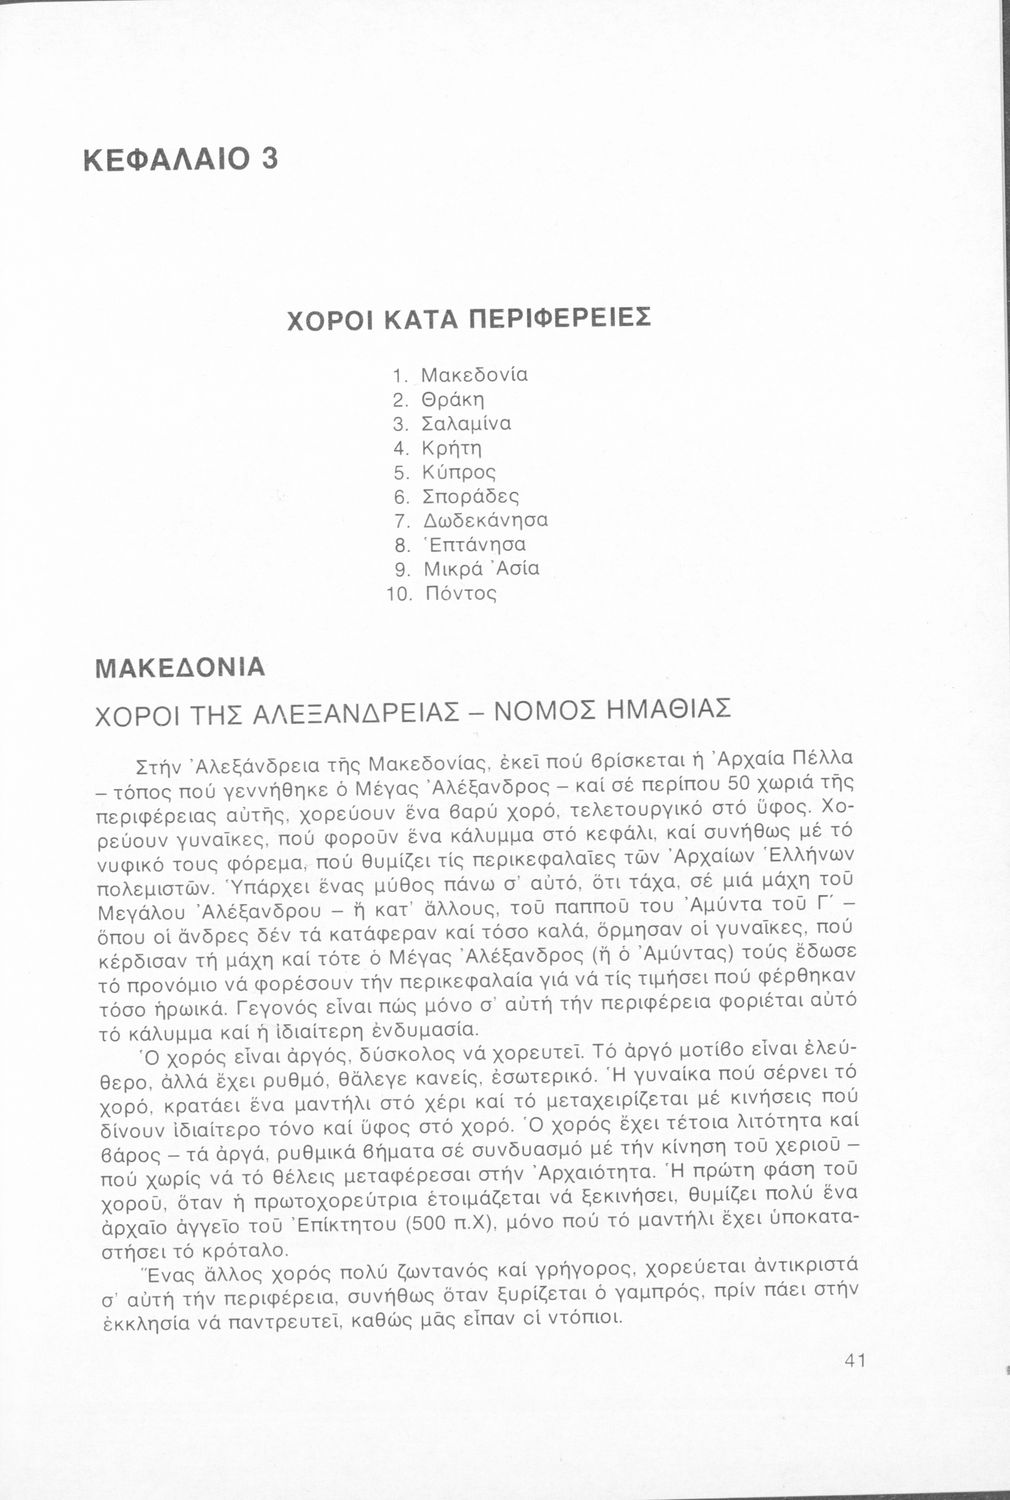 ΚΕΦΑΛΑΙΟ 3
ΧΟΡΟΙ ΚΑΤΑ ΠΕΡΙΦΕΡΕΙΕΣ
1. Μακεδονία
2. Θράκη
3. Σαλαμίνα
4. Κρήτη
5. Κύπρος
6. Σποράδες
7. Δωδεκάνησα
8. Ἑπτάνησα
9. Μικρά Ἀσία
10. Πόντος
ΜΑΚΕΔΟΝΙΑ
ΧΟΡΟΙ ΤΗΣ ΑΛΕΞΑΝΔΡΕΙΑΣ – ΝΟΜΟΣ ΗΜΑΘΙΑΣ
Στήν Ἀλεξάνδρεια τῆς Μακεδονίας, ἐκεῖ πού βρίσκεται ἡ Ἀρχαία Πέλλα
– τόπος πού γεννήθηκε ὁ Μέγας Ἀλέξανδρος – καί σέ περίπου 50 χωριά τῆς
περιφέρειας αὐτῆς, χορεύουν ἕνα βαρύ χορό, τελετουργικό στό ὕφος. Χο-
ρεύουν γυναῖκες, πού φοροῦν ἕνα κάλυμμα στό κεφάλι, καί συνήθως μέ τό
νυφικό τους φόρεμα, πού θυμίζει τίς περικεφαλαῖες τῶν Ἀρχαίων Ἑλλήνων
πολεμιστῶν. Ὑπάρχει ἕνας μύθος πάνω σ’ αὐτό, ὅτι τάχα, σέ μιά μάχη τοῦ
Μεγάλου Ἀλέξανδρου – ἤ κατ’ ἄλλους, τοῦ παπποῦ του Ἀμύντα τοῦ Γ΄ –
ὅπου οἱ ἄνδρες δέν τά κατάφεραν καί τόσο καλά, ὅρμησαν οἱ γυναῖκες, πού
κέρδισαν τή μάχη καί τότε ὁ Μέγας Ἀλέξανδρος (ἤ ὁ Ἀμύντας) τούς ἔδωσε
τό προνόμιο νά φορέσουν τήν περικεφαλαία γιά νά τίς τιμήσει πού φέρθηκαν
τόσο ἡρωικά. Γεγονός εἶναι πώς μόνο σ’ αὐτή τήν περιφέρεια φοριέται αὐτό
τό κάλυμμα καί ἡ ἰδιαίτερη ἐνδυμασία.
Ὁ χορός εἶναι ἀργός, δύσκολος νά χορευτεῖ. Τό ἀργό μοτίβο εἶναι ἐλεύ-
θερο, ἀλλά ἔχει ρυθμό, θἄλεγε κανείς, ἐσωτερικό. Ἡ γυναίκα πού σέρνει τό
χορό, κρατάει ἕνα μαντήλι στό χέρι καί τό μεταχειρίζεται μέ κινήσεις πού
δίνουν ἰδιαίτερο τόνο καί ὕφος στό χορό. Ὁ χορός ἔχει τέτοια λιτότητα καί
βάρος – τά ἀργά, ρυθμικά βήματα σέ συνδυασμό μέ τήν κίνηση τοῦ χεριοῦ –
πού χωρίς νά τό θέλεις μεταφέρεσαι στήν Ἀρχαιότητα. Ἡ πρώτη φάση τοῦ
χοροῦ, ὅταν ἡ πρωτοχορεύτρια ἑτοιμάζεται νά ξεκινήσει, θυμίζει πολύ ἕνα
ἀρχαῖο ἀγγεῖο τοῦ Ἐπίκτητου (500 π.Χ), μόνο πού τό μαντήλι ἔχει ὑποκατα-
στήσει τό κρόταλο.
Ἕνας ἄλλος χορός πολύ ζωντανός καί γρήγορος, χορεύεται ἀντικριστά
σ’ αὐτή τήν περιφέρεια, συνήθως ὅταν ξυρίζεται ὁ γαμπρός, πρίν πάει στήν
ἐκκλησία νά παντρευτεῖ, καθώς μᾶς εἶπαν οἱ ντόπιοι.
41